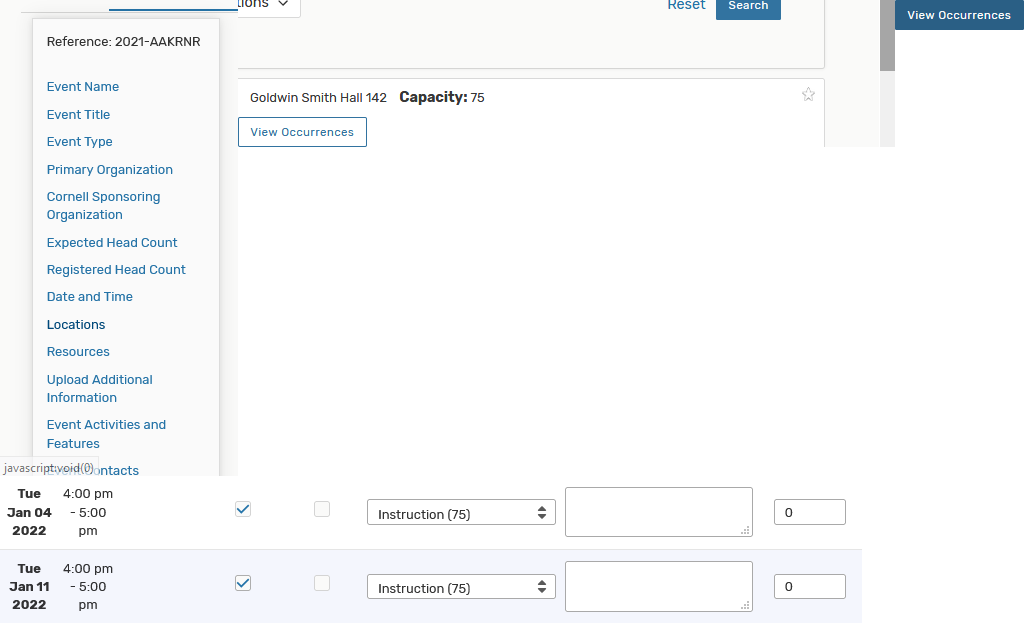 tions
Reset
Search
View Occurrences
Reference: 2021-AAKRNR
Goldwin Smith Hall 142 Capacity: 75
View Occurrences
Event Name
Event Title
Event Type
Primary Organization
Cornell Sponsoring
Organization
Expected Head Count
Registered Head Count
Date and Time
Locations
Resources
Upload Additional
Information
Event Activities and
Features
Event Contacts
javascript:void(0)
Tue 4:00 pm
Jan 04 - 5:00
2022 pm
Instruction (75)
0
Tue 4:00 pm
Jan 11 - 5:00
2022 pm
Instruction (75)
0